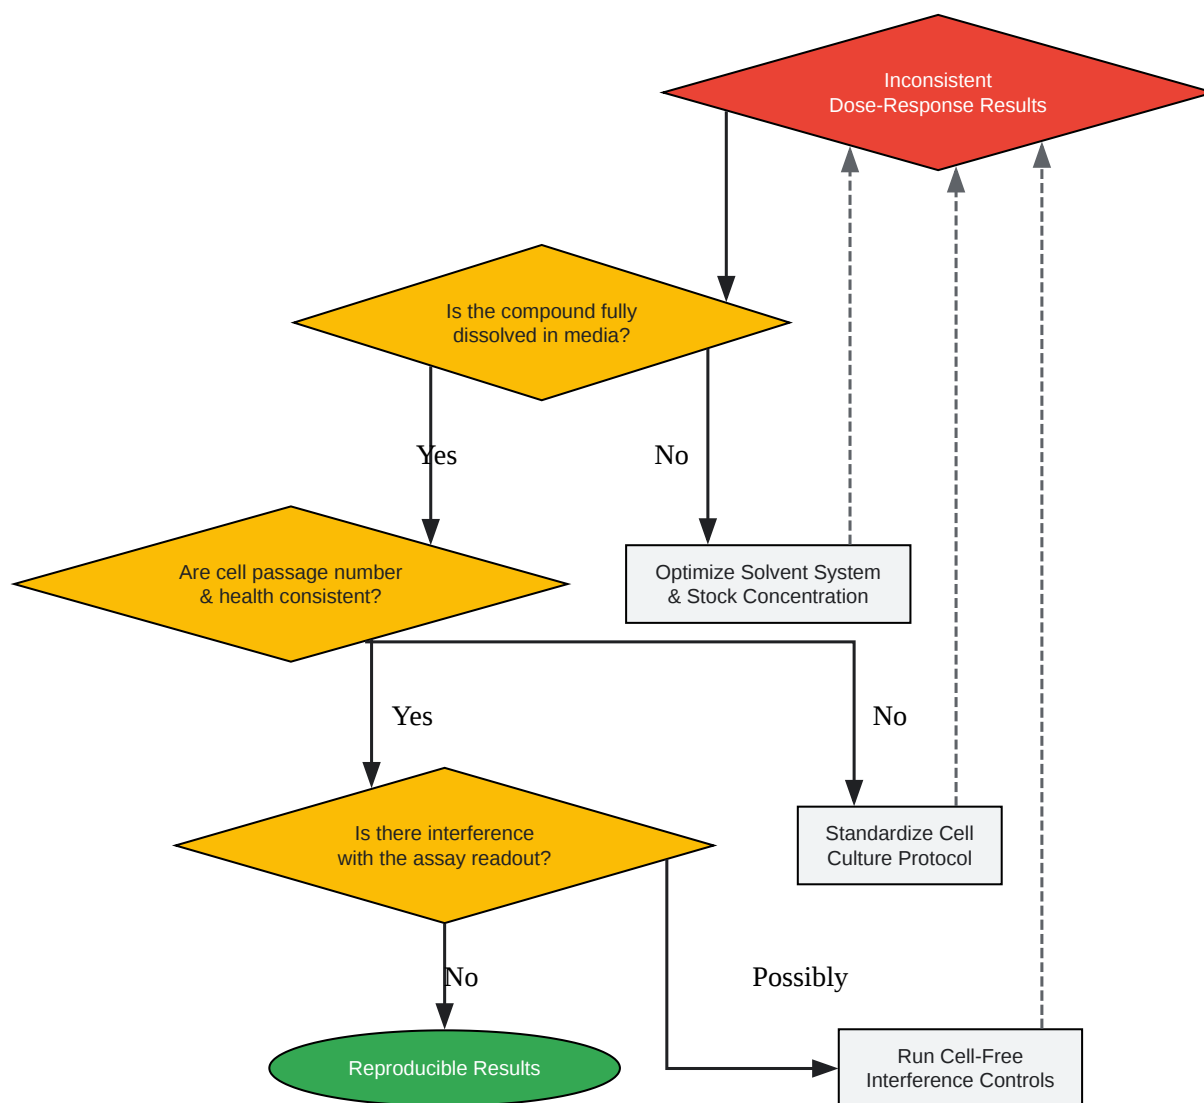 Inconsistent
Dose-Response Results
Is the compound fully
dissolved in media?
Yes
No
Are cell passage number
& health consistent?
Optimize Solvent System
& Stock Concentration
Yes
No
Is there interference
with the assay readout?
Standardize Cell
Culture Protocol
No
Possibly
Reproducible Results
Run Cell-Free
Interference Controls